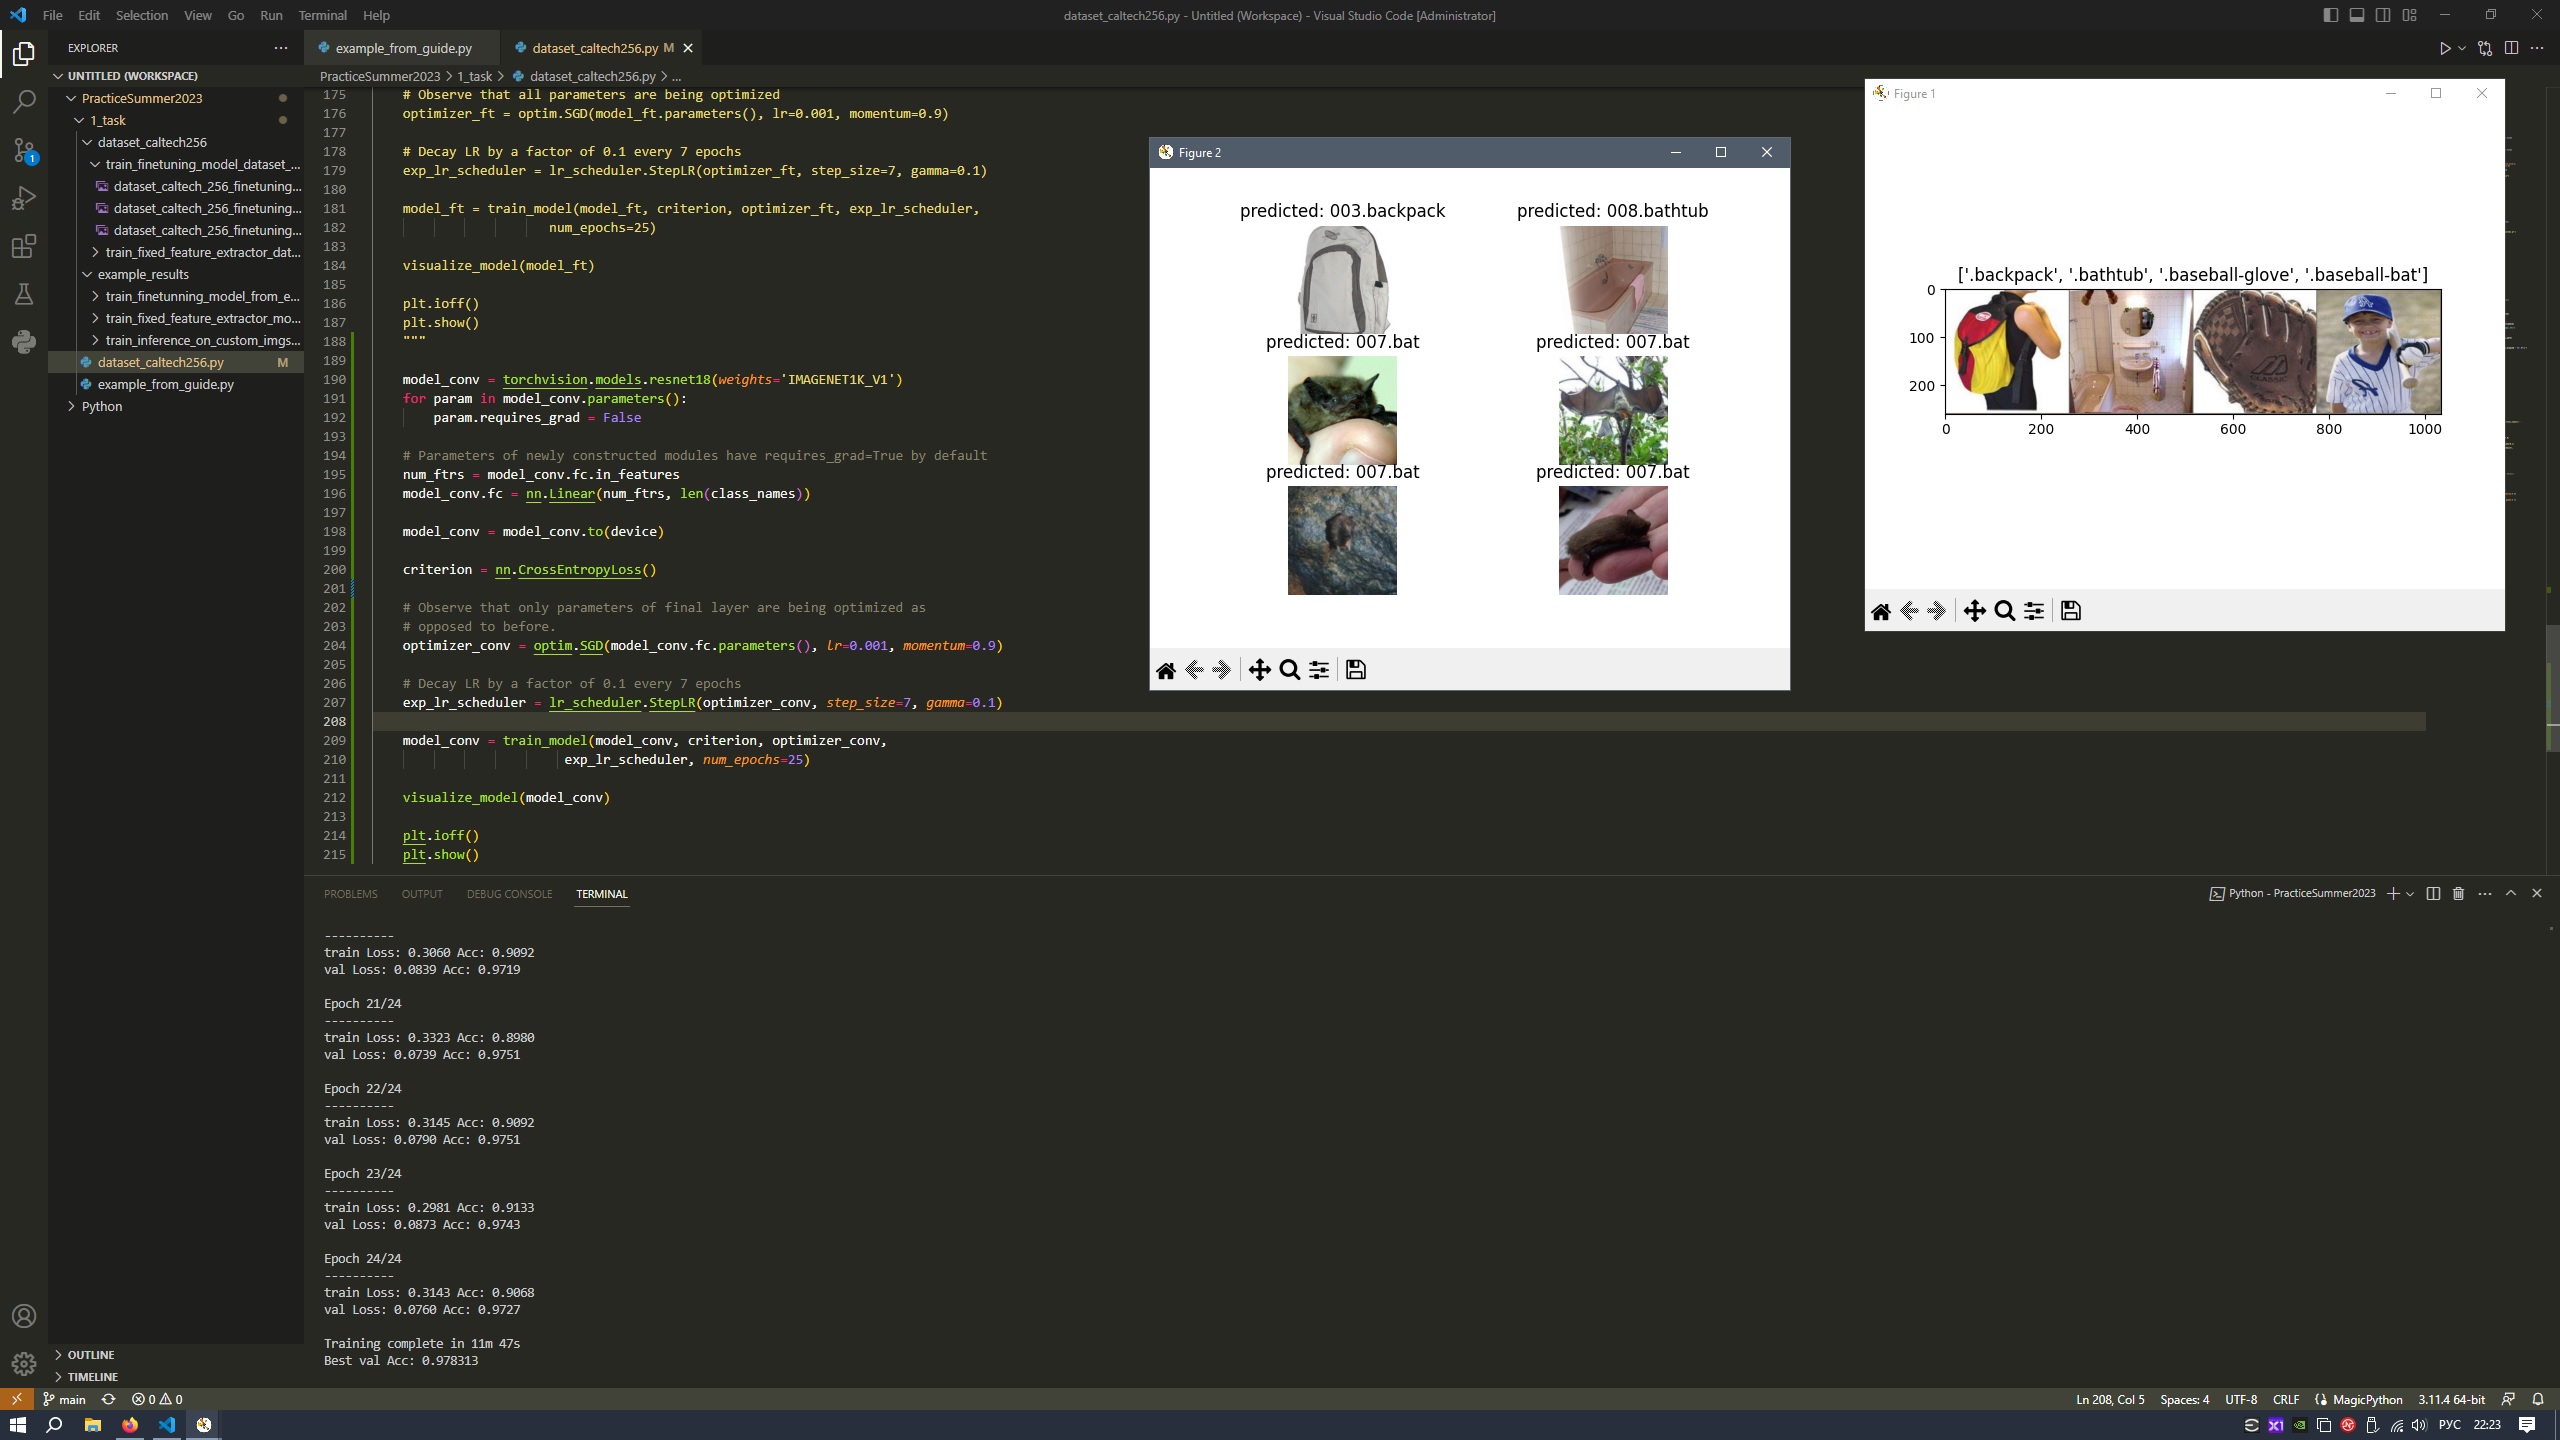 File Edit Selection View Go Run Terminal Help
dataset_caltech256.py - Untitled (Workspace) - Visual Studio Code [Administrator]
EXPLORER
UNTITLED (WORKSPACE)
PracticeSummer2023
1_task
dataset_caltech256
train_finetuning_model_dataset_...
dataset_caltech_256_finetuning...
dataset_caltech_256_finetuning...
dataset_caltech_256_finetuning...
train_fixed_feature_extractor_dat...
example_results
train_finetunning_model_from_e...
train_fixed_feature_extractor_mo...
train_inference_on_custom_imgs...
dataset_caltech256.py M
example_from_guide.py
Python
OUTLINE
TIMELINE
1
example_from_guide.py
dataset_caltech256.py M
PracticeSummer2023 > 1_task > dataset_caltech256.py > ...
175 # Observe that all parameters are being optimized
176 optimizer_ft = optim.SGD(model_ft.parameters(), lr=0.001, momentum=0.9)
177
178 # Decay LR by a factor of 0.1 every 7 epochs
179 exp_lr_scheduler = lr_scheduler.StepLR(optimizer_ft, step_size=7, gamma=0.1)
180
181 model_ft = train_model(model_ft, criterion, optimizer_ft, exp_lr_scheduler,
182 num_epochs=25)
183
184 visualize_model(model_ft)
185
186 plt.ioff()
187 plt.show()
188 """
189
190 model_conv = torchvision.models.resnet18(weights='IMAGENET1K_V1')
191 for param in model_conv.parameters():
192 param.requires_grad = False
193
194 # Parameters of newly constructed modules have requires_grad=True by default
195 num_ftrs = model_conv.fc.in_features
196 model_conv.fc = nn.Linear(num_ftrs, len(class_names))
197
198 model_conv = model_conv.to(device)
199
200 criterion = nn.CrossEntropyLoss()
201
202 # Observe that only parameters of final layer are being optimized as
203 # opposed to before.
204 optimizer_conv = optim.SGD(model_conv.fc.parameters(), lr=0.001, momentum=0.9)
205
206 # Decay LR by a factor of 0.1 every 7 epochs
207 exp_lr_scheduler = lr_scheduler.StepLR(optimizer_conv, step_size=7, gamma=0.1)
208
209 model_conv = train_model(model_conv, criterion, optimizer_conv,
210 exp_lr_scheduler, num_epochs=25)
211
212 visualize_model(model_conv)
213
214 plt.ioff()
215 plt.show()
Figure 2
predicted: 003.backpack
predicted: 008.bathtub
predicted: 007.bat
predicted: 007.bat
predicted: 007.bat
predicted: 007.bat
Figure 1
['.backpack', '.bathtub', '.baseball-glove', '.baseball-bat']
0
100
200
0 200 400 600 800 1000
PROBLEMS OUTPUT DEBUG CONSOLE TERMINAL
Python - PracticeSummer2023
----------
train Loss: 0.3060 Acc: 0.9092
val Loss: 0.0839 Acc: 0.9719
Epoch 21/24
----------
train Loss: 0.3323 Acc: 0.8980
val Loss: 0.0739 Acc: 0.9751
Epoch 22/24
----------
train Loss: 0.3145 Acc: 0.9092
val Loss: 0.0790 Acc: 0.9751
Epoch 23/24
----------
train Loss: 0.2981 Acc: 0.9133
val Loss: 0.0873 Acc: 0.9743
Epoch 24/24
----------
train Loss: 0.3143 Acc: 0.9068
val Loss: 0.0760 Acc: 0.9727
Training complete in 11m 47s
Best val Acc: 0.978313
main 0 0
Ln 208, Col 5 Spaces: 4 UTF-8 CRLF MagicPython 3.11.4 64-bit
РУС 22:23